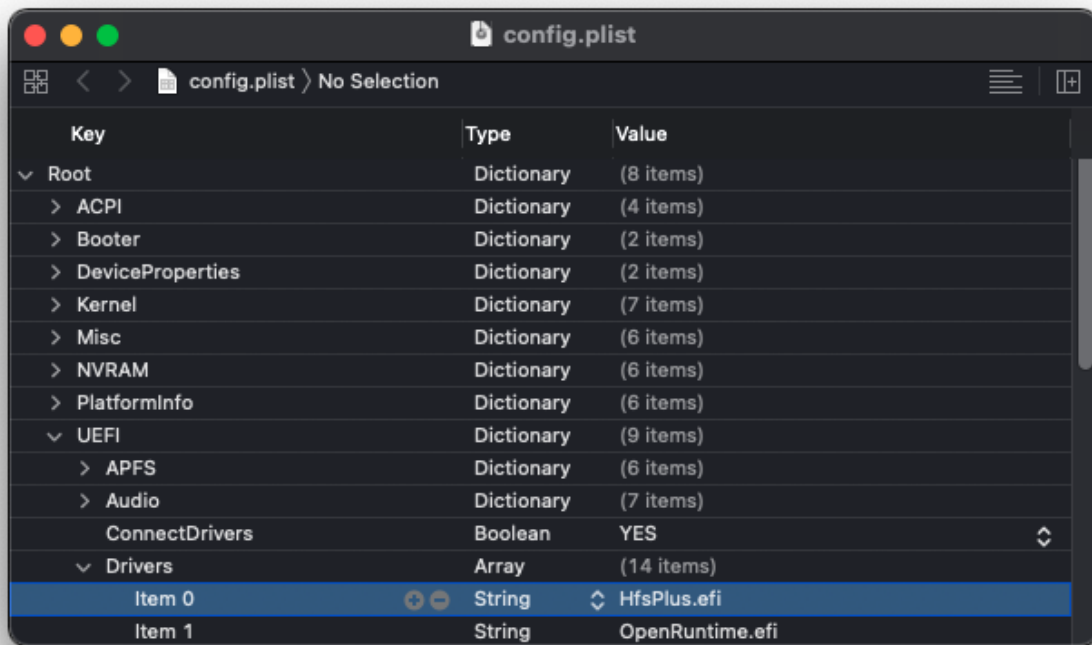 config.plist
config.plist 〉 No Selection
Key Type Value
Root Dictionary (8 items)
ACPI Dictionary (4 items)
Booter Dictionary (2 items)
DeviceProperties Dictionary (2 items)
Kernel Dictionary (7 items)
Misc Dictionary (6 items)
NVRAM Dictionary (6 items)
PlatformInfo Dictionary (6 items)
UEFI Dictionary (9 items)
APFS Dictionary (6 items)
Audio Dictionary (7 items)
ConnectDrivers Boolean YES
Drivers Array (14 items)
Item 0 String HfsPlus.efi
Item 1 String OpenRuntime.efi